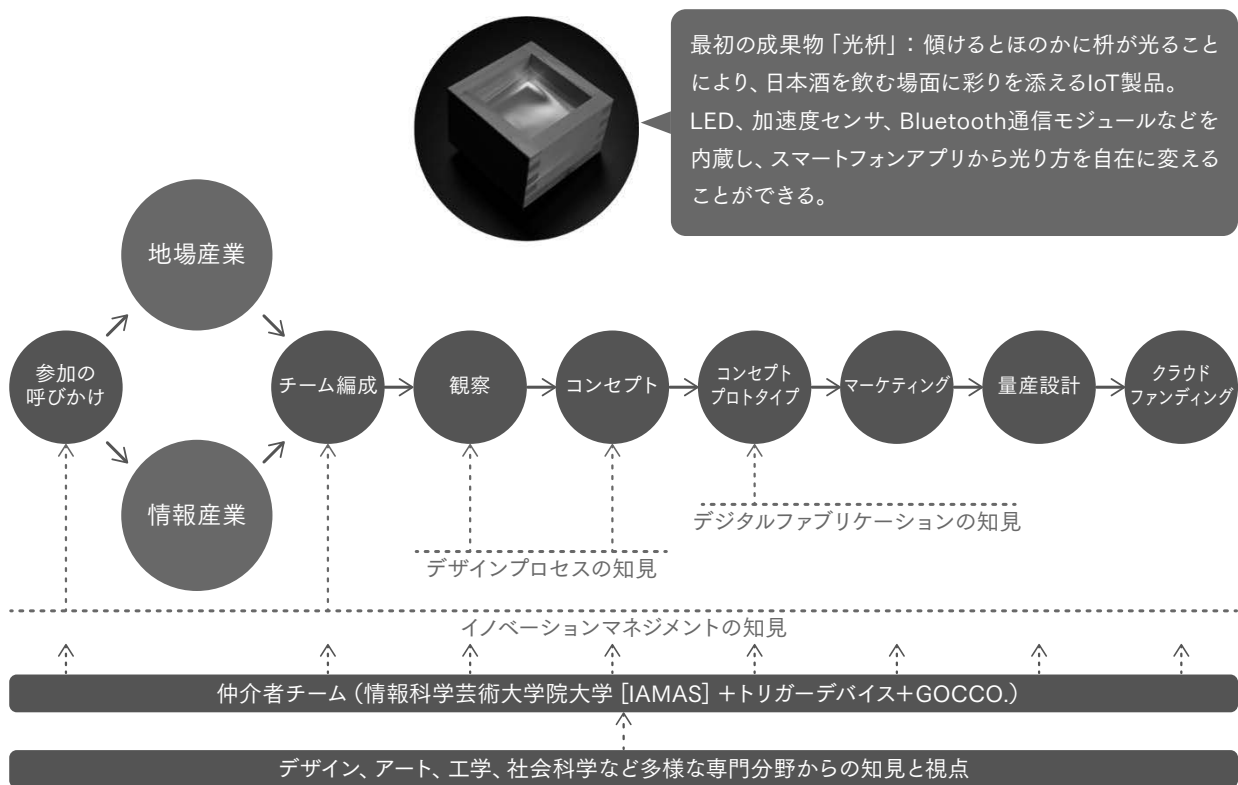 最初の成果物「光枡」：傾けるとほのかに枡が光ること
により、日本酒を飲む場面に彩りを添えるIoT製品。
LED、加速度センサ、Bluetooth通信モジュールなどを
内蔵し、スマートフォンアプリから光り方を自在に変える
ことができる。
地場産業
参加の
呼びかけ
情報産業
チーム編成
観察
コンセプト
コンセプト
プロトタイプ
マーケティング
量産設計
クラウド
ファンディング
デジタルファブリケーションの知見
デザインプロセスの知見
イノベーションマネジメントの知見
仲介者チーム（情報科学芸術大学院大学［IAMAS］＋トリガーデバイス＋GOCCO.）
デザイン、アート、工学、社会科学など多様な専門分野からの知見と視点